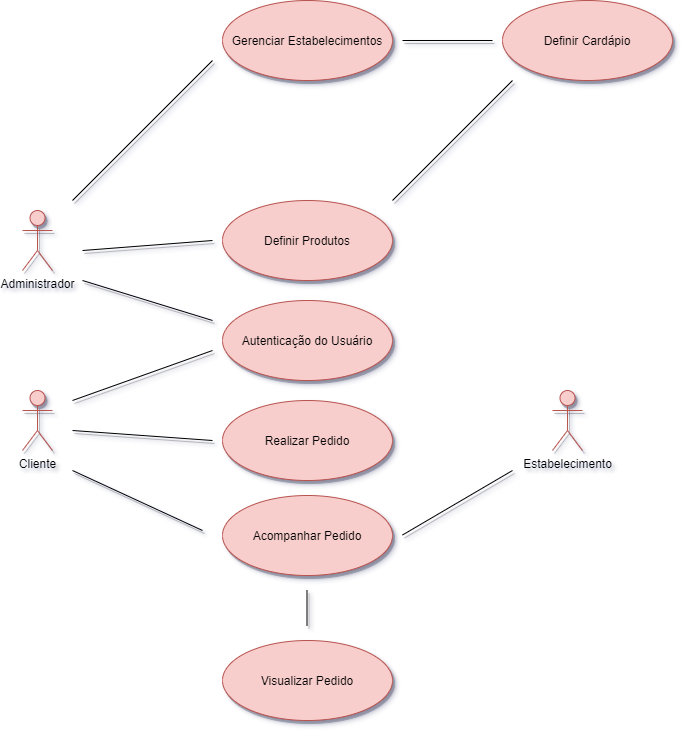 Gerenciar Estabelecimentos
Definir Cardápio
Definir Produtos
Administrador
Autenticação do Usuário
Realizar Pedido
Cliente
Estabelecimento
Acompanhar Pedido
Visualizar Pedido